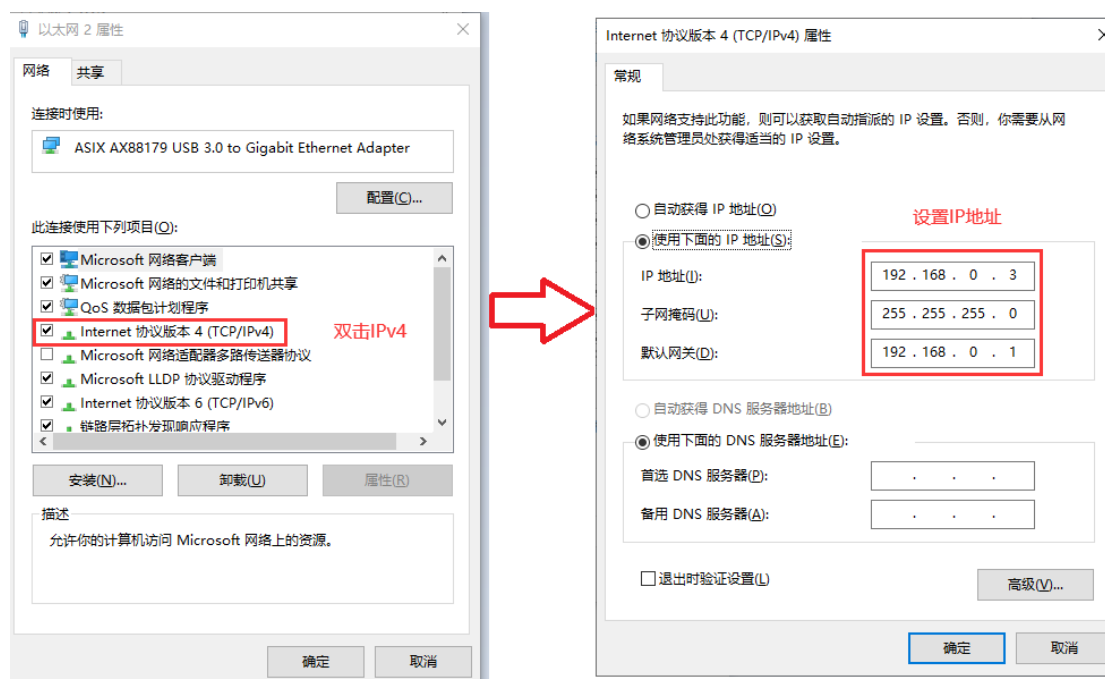 以太网 2 属性
网络
共享
连接时使用:
ASIX AX88179 USB 3.0 to Gigabit Ethernet Adapter
配置(C)...
此连接使用下列项目(O):
Microsoft 网络客户端
Microsoft 网络的文件和打印机共享
QoS 数据包计划程序
Internet 协议版本 4 (TCP/IPv4)
双击IPv4
Microsoft 网络适配器多路传送器协议
Microsoft LLDP 协议驱动程序
Internet 协议版本 6 (TCP/IPv6)
链路层拓扑发现响应程序
安装(N)...
卸载(U)
属性(R)
描述
允许你的计算机访问 Microsoft 网络上的资源。
确定
取消
Internet 协议版本 4 (TCP/IPv4) 属性
常规
如果网络支持此功能，则可以获取自动指派的 IP 设置。否则，你需要从网
络系统管理员处获得适当的 IP 设置。
自动获得 IP 地址(O)
设置IP地址
使用下面的 IP 地址(S):
IP 地址(I):
192 . 168 . 0 . 3
子网掩码(U):
255 . 255 . 255 . 0
默认网关(D):
192 . 168 . 0 . 1
自动获得 DNS 服务器地址(B)
使用下面的 DNS 服务器地址(E):
首选 DNS 服务器(P):
. . .
备用 DNS 服务器(A):
. . .
退出时验证设置(L)
高级(V)...
确定
取消